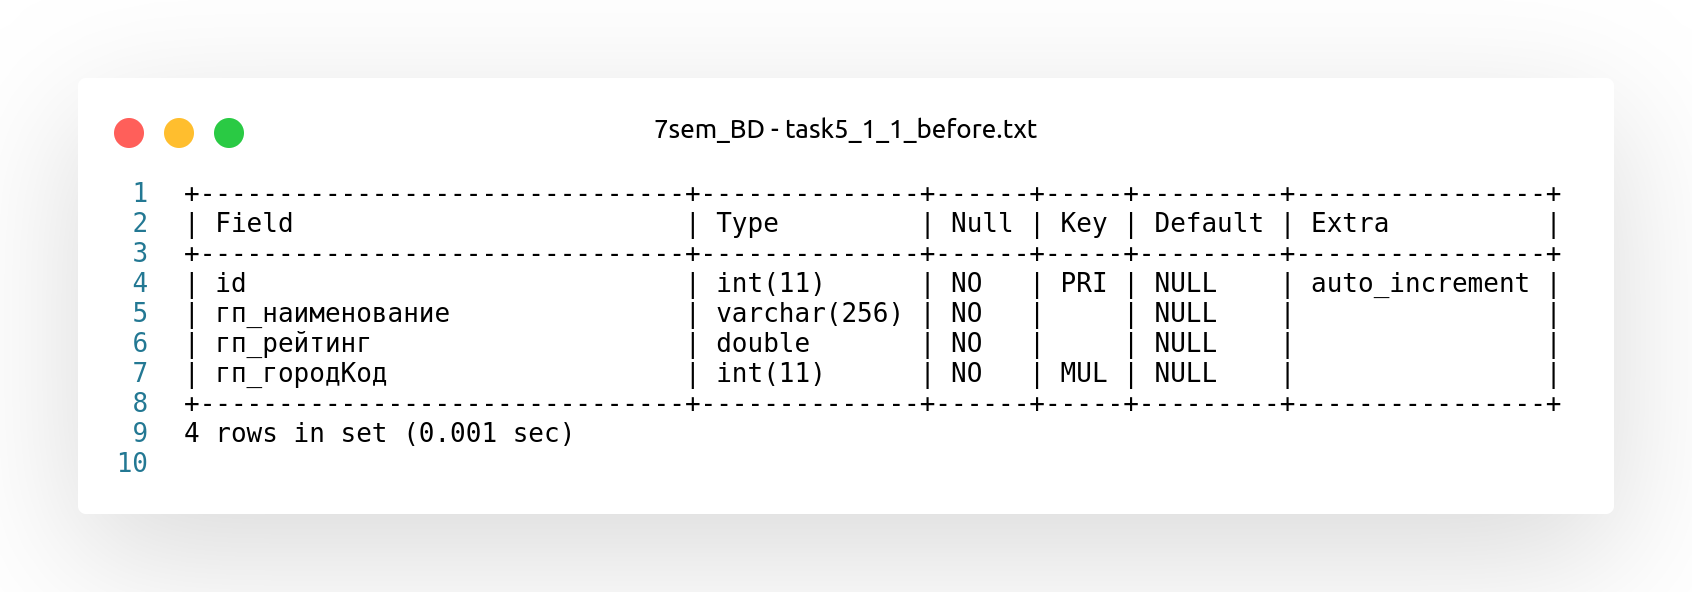 7sem_BD - task5_1_1_before.txt
1 +-------------------------------+--------------+------+-----+---------+----------------+
2 | Field                         | Type         | Null | Key | Default | Extra          |
3 +-------------------------------+--------------+------+-----+---------+----------------+
4 | id                            | int(11)      | NO   | PRI | NULL    | auto_increment |
5 | гп_наименование               | varchar(256) | NO   |     | NULL    |                |
6 | гп_рейтинг                    | double       | NO   |     | NULL    |                |
7 | гп_городКод                   | int(11)      | NO   | MUL | NULL    |                |
8 +-------------------------------+--------------+------+-----+---------+----------------+
9 4 rows in set (0.001 sec)
10